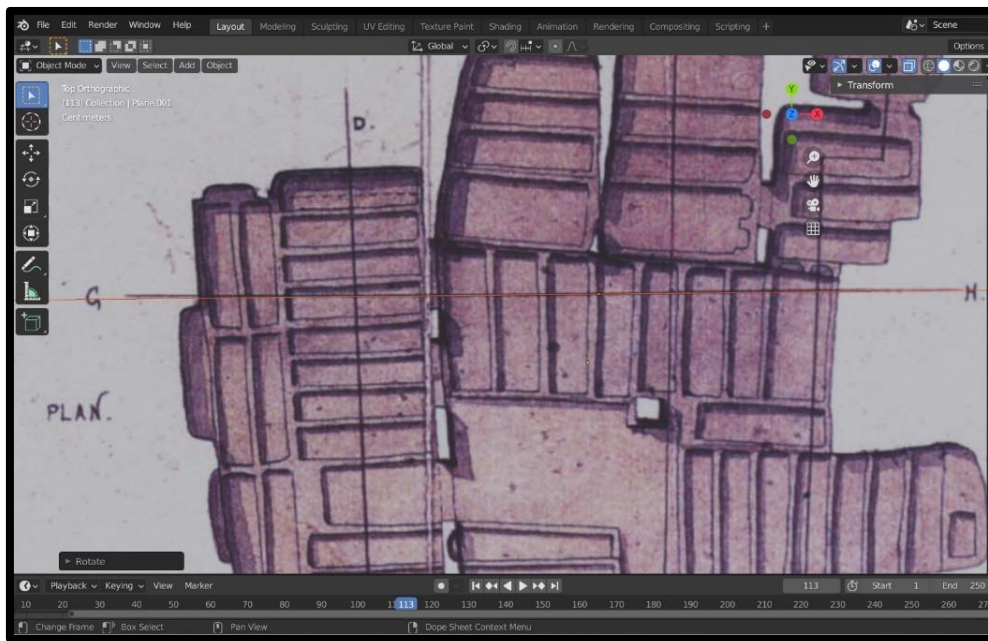 File Edit Render Window Help Layout Modeling Sculpting UV Editing Texture Paint Shading Animation Rendering Compositing Scripting + Scene
Global Options
Object Mode View Select Add Object
Top Orthographic
(113) Collection | Plane.001
Centimeters
Transform
Y
Z X
D.
G H.
PLAN.
Rotate
Playback Keying View Marker 113 Start 1 End 250
10 20 30 40 50 60 70 80 90 100 113 120 130 140 150 160 170 180 190 200 210 220 230 240 250 260
Change Frame Box Select Pan View Dope Sheet Context Menu